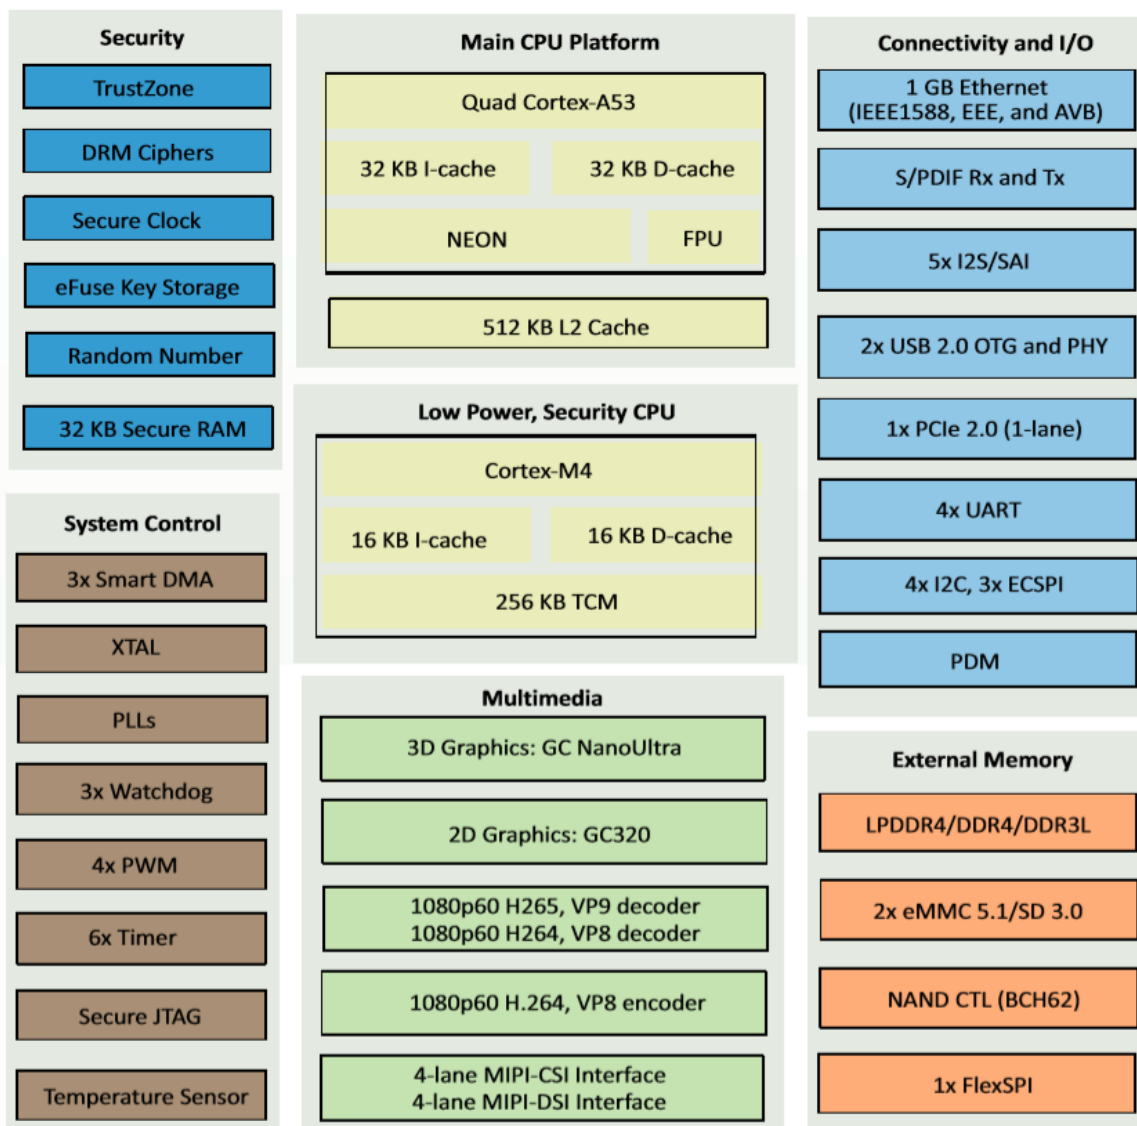 Security
TrustZone
DRM Ciphers
Secure Clock
eFuse Key Storage
Random Number
32 KB Secure RAM
System Control
3x Smart DMA
XTAL
PLLs
3x Watchdog
4x PWM
6x Timer
Secure JTAG
Temperature Sensor
Main CPU Platform
Quad Cortex-A53
32 KB I-cache
32 KB D-cache
NEON
FPU
512 KB L2 Cache
Low Power, Security CPU
Cortex-M4
16 KB I-cache
16 KB D-cache
256 KB TCM
Multimedia
3D Graphics: GC NanoUltra
2D Graphics: GC320
1080p60 H265, VP9 decoder
1080p60 H264, VP8 decoder
1080p60 H.264, VP8 encoder
4-lane MIPI-CSI Interface
4-lane MIPI-DSI Interface
Connectivity and I/O
1 GB Ethernet
(IEEE1588, EEE, and AVB)
S/PDIF Rx and Tx
5x I2S/SAI
2x USB 2.0 OTG and PHY
1x PCIe 2.0 (1-lane)
4x UART
4x I2C, 3x ECSPI
PDM
External Memory
LPDDR4/DDR4/DDR3L
2x eMMC 5.1/SD 3.0
NAND CTL (BCH62)
1x FlexSPI